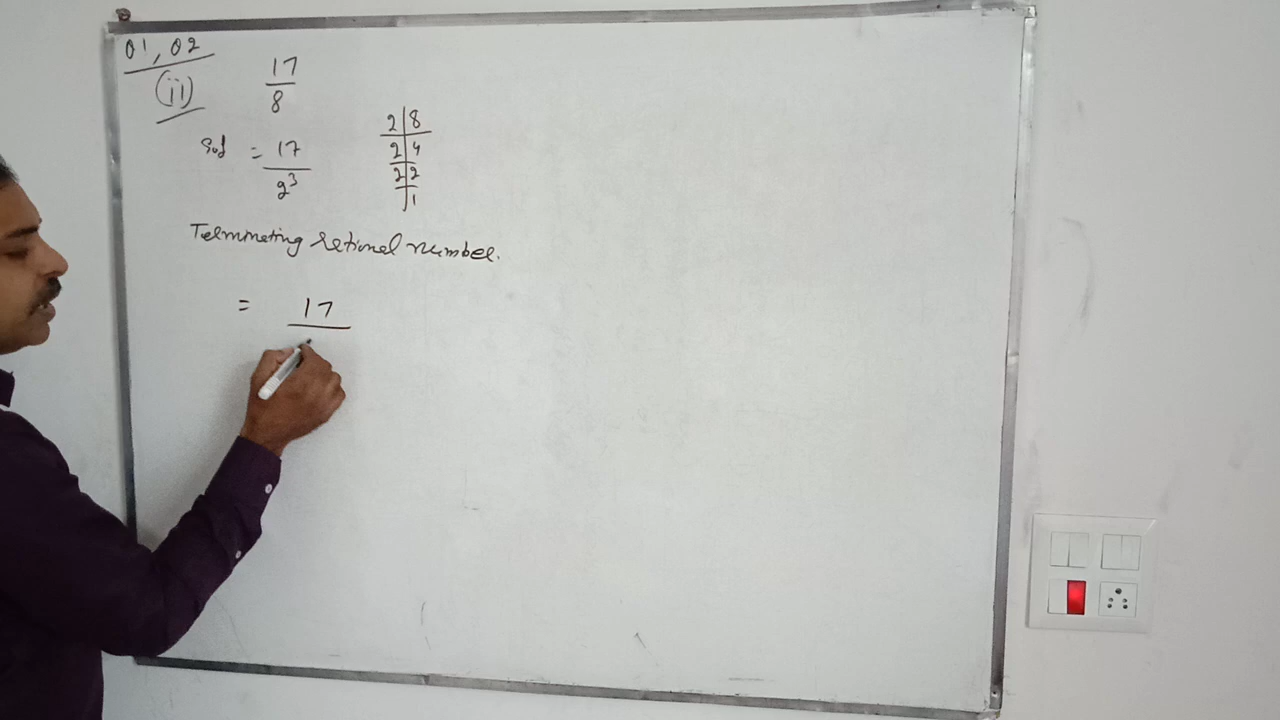 Q1, Q2
(ii) 17/8
Sol = 17/2³
2 | 8
2 | 4
2 | 2
1
Terminating rational number.
= 17